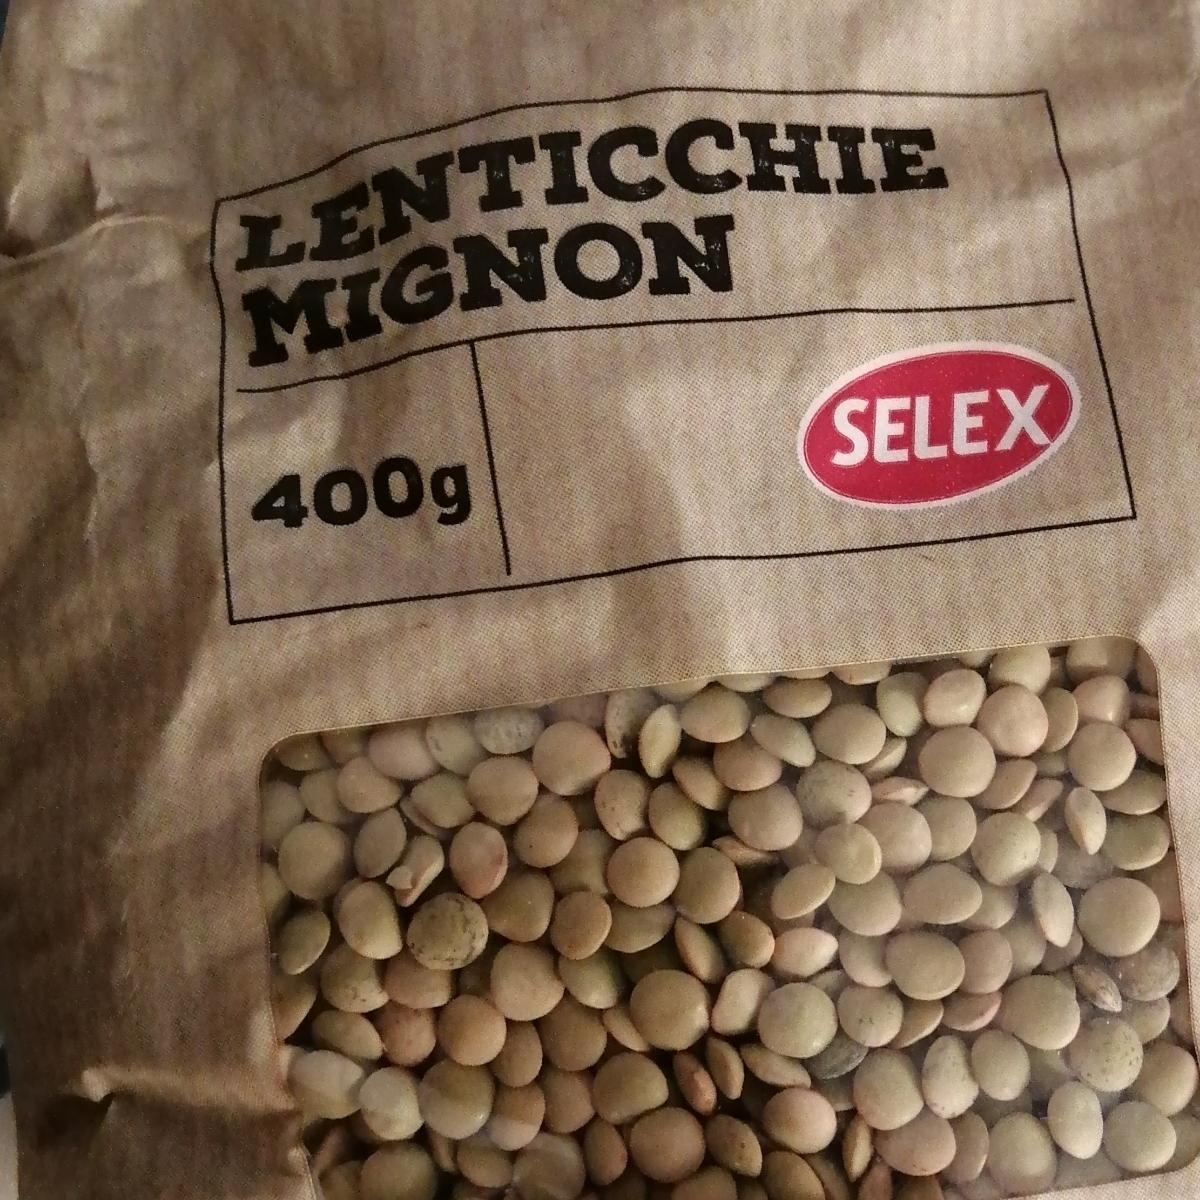 LENTICCHIE
MIGNON
400g
SELEX